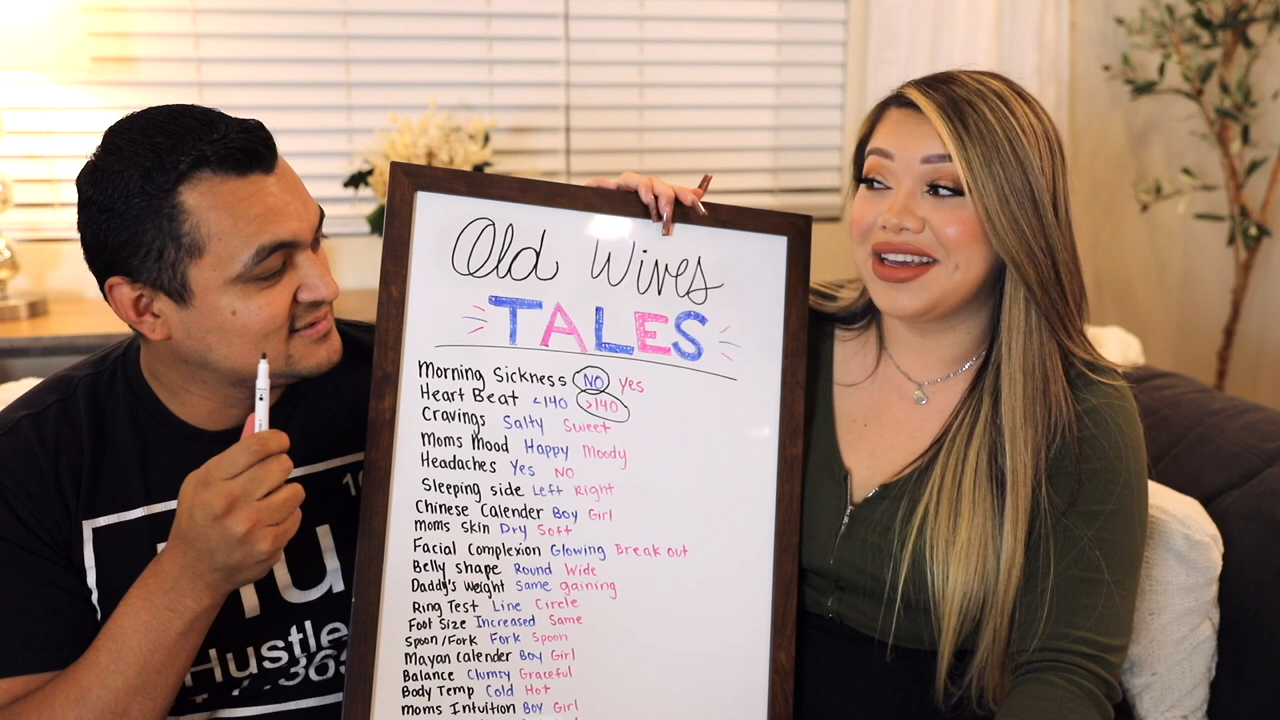 Old Wives
TALES
Morning Sickness NO Yes
Heart Beat <140 >140
Cravings Salty Sweet
Moms Mood Happy Moody
Headaches Yes NO
Sleeping side Left Right
Chinese Calender Boy Girl
Moms Skin Dry Soft
Facial Complexion Glowing Break out
Belly shape Round Wide
Daddy's weight Same gaining
Ring Test Line Circle
Foot Size Increased Same
Spoon/Fork Fork Spoon
Mayan Calender Boy Girl
Balance Clumsy Graceful
Body Temp Cold Hot
Moms Intuition Boy Girl
Hustle
365